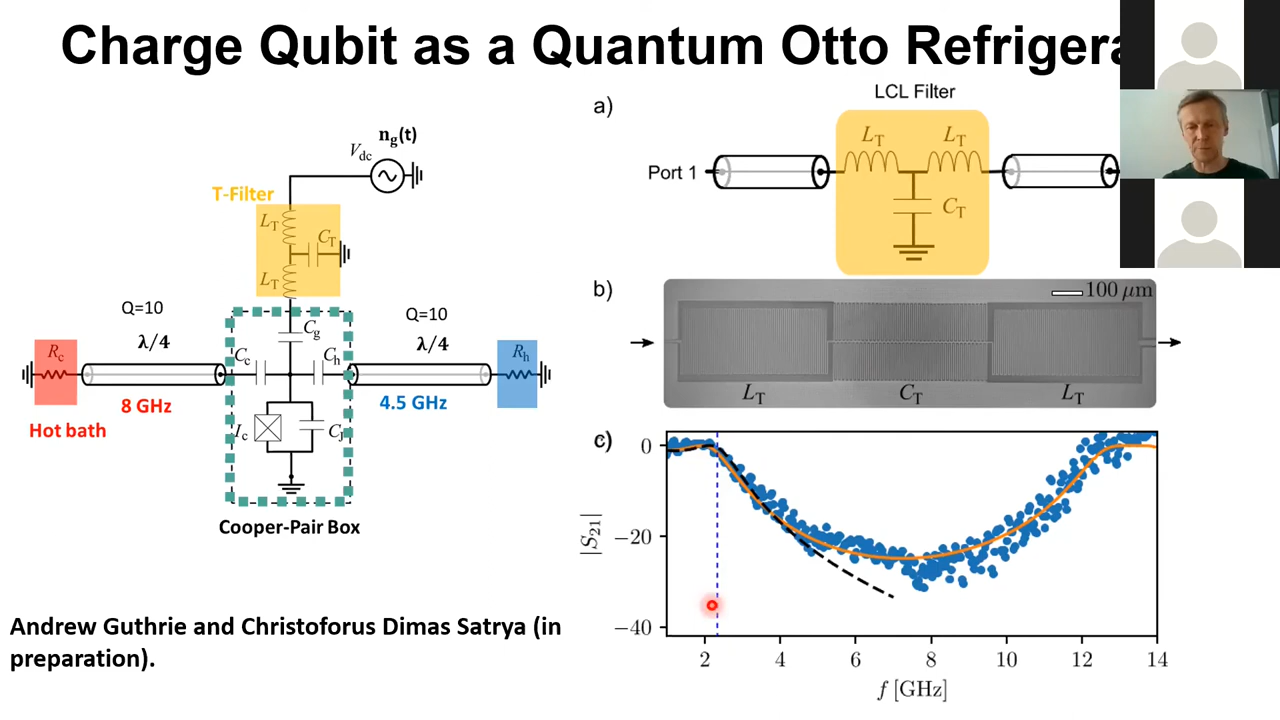 Charge Qubit as a Quantum Otto Refrigera
n_g(t)
V_dc
T-Filter
L_T
C_T
L_T
Q=10
λ/4
R_c
8 GHz
Hot bath
C_g
C_c
C_h
I_c
C_J
Cooper-Pair Box
Q=10
λ/4
R_h
4.5 GHz
Andrew Guthrie and Christoforus Dimas Satrya (in
preparation).
a)
LCL Filter
Port 1
L_T
L_T
C_T
b)
100 μm
L_T
C_T
L_T
c)
|S_21|
0
−20
−40
2
4
6
8
10
12
14
f [GHz]